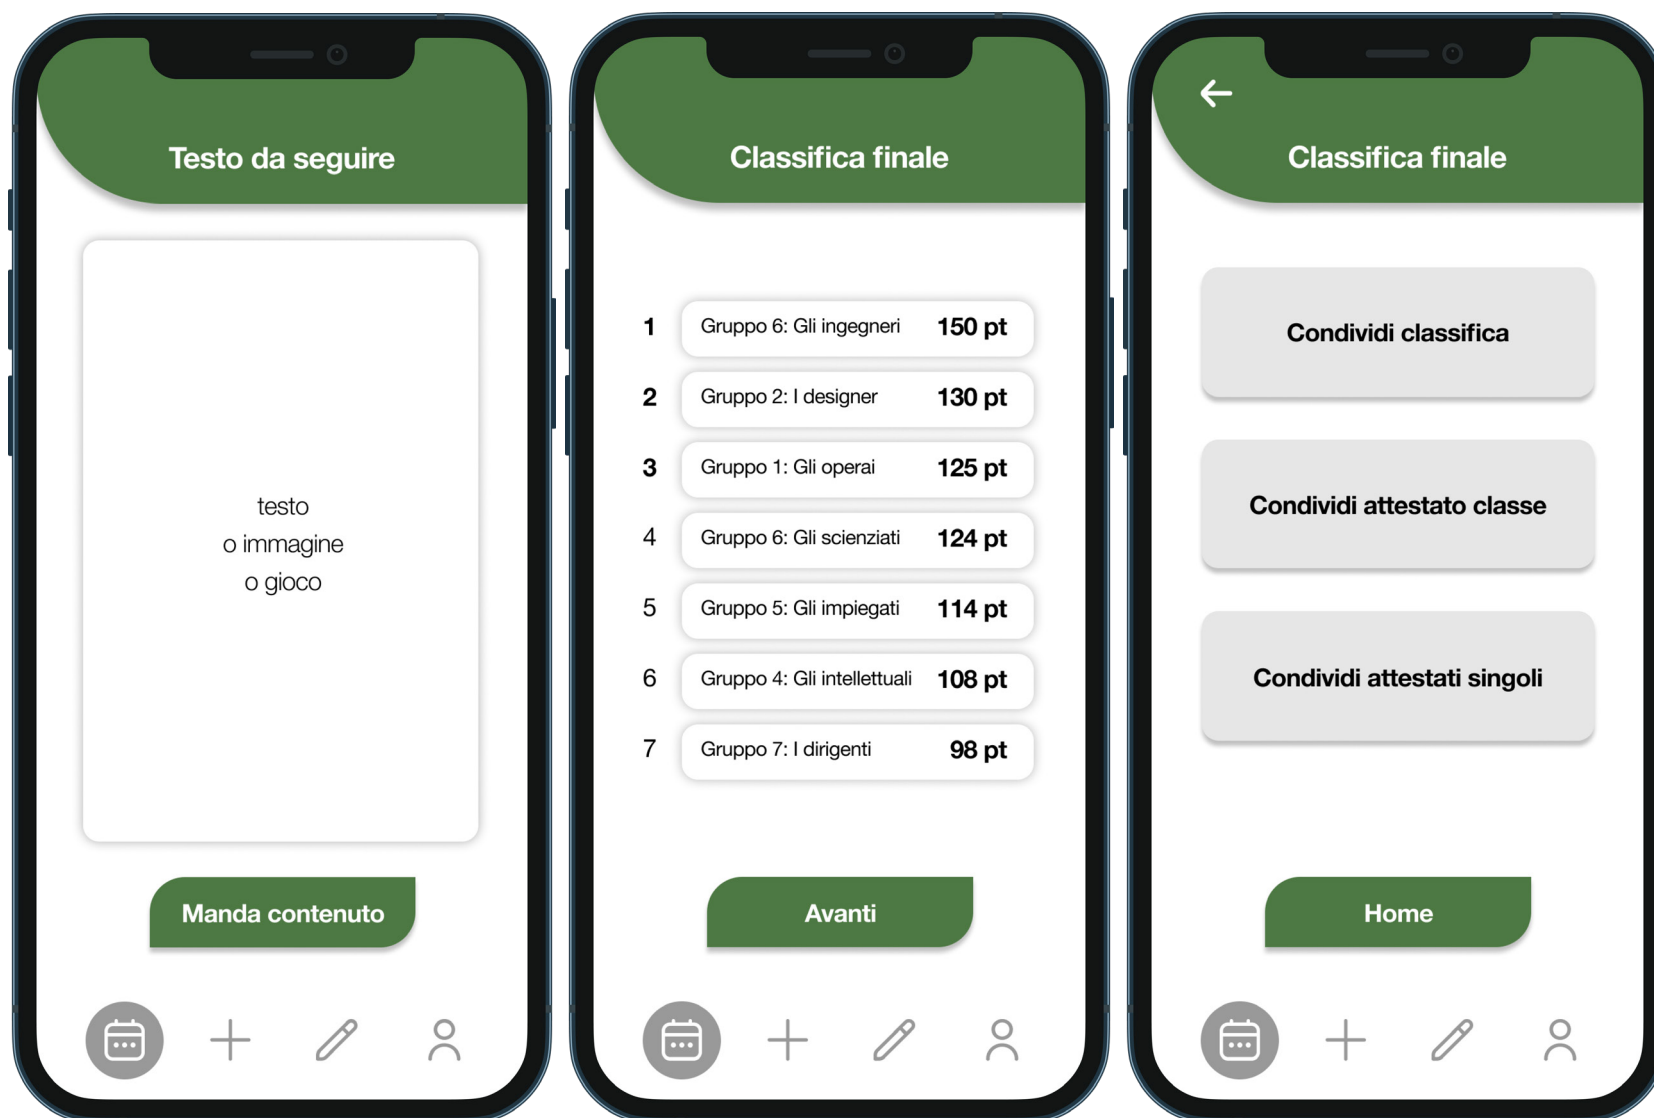 Testo da seguire
testo
o immagine
o gioco
Manda contenuto
Classifica finale
1 Gruppo 6: Gli ingegneri 150 pt
2 Gruppo 2: I designer 130 pt
3 Gruppo 1: Gli operai 125 pt
4 Gruppo 6: Gli scienziati 124 pt
5 Gruppo 5: Gli impiegati 114 pt
6 Gruppo 4: Gli intellettuali 108 pt
7 Gruppo 7: I dirigenti 98 pt
Avanti
Classifica finale
Condividi classifica
Condividi attestato classe
Condividi attestati singoli
Home